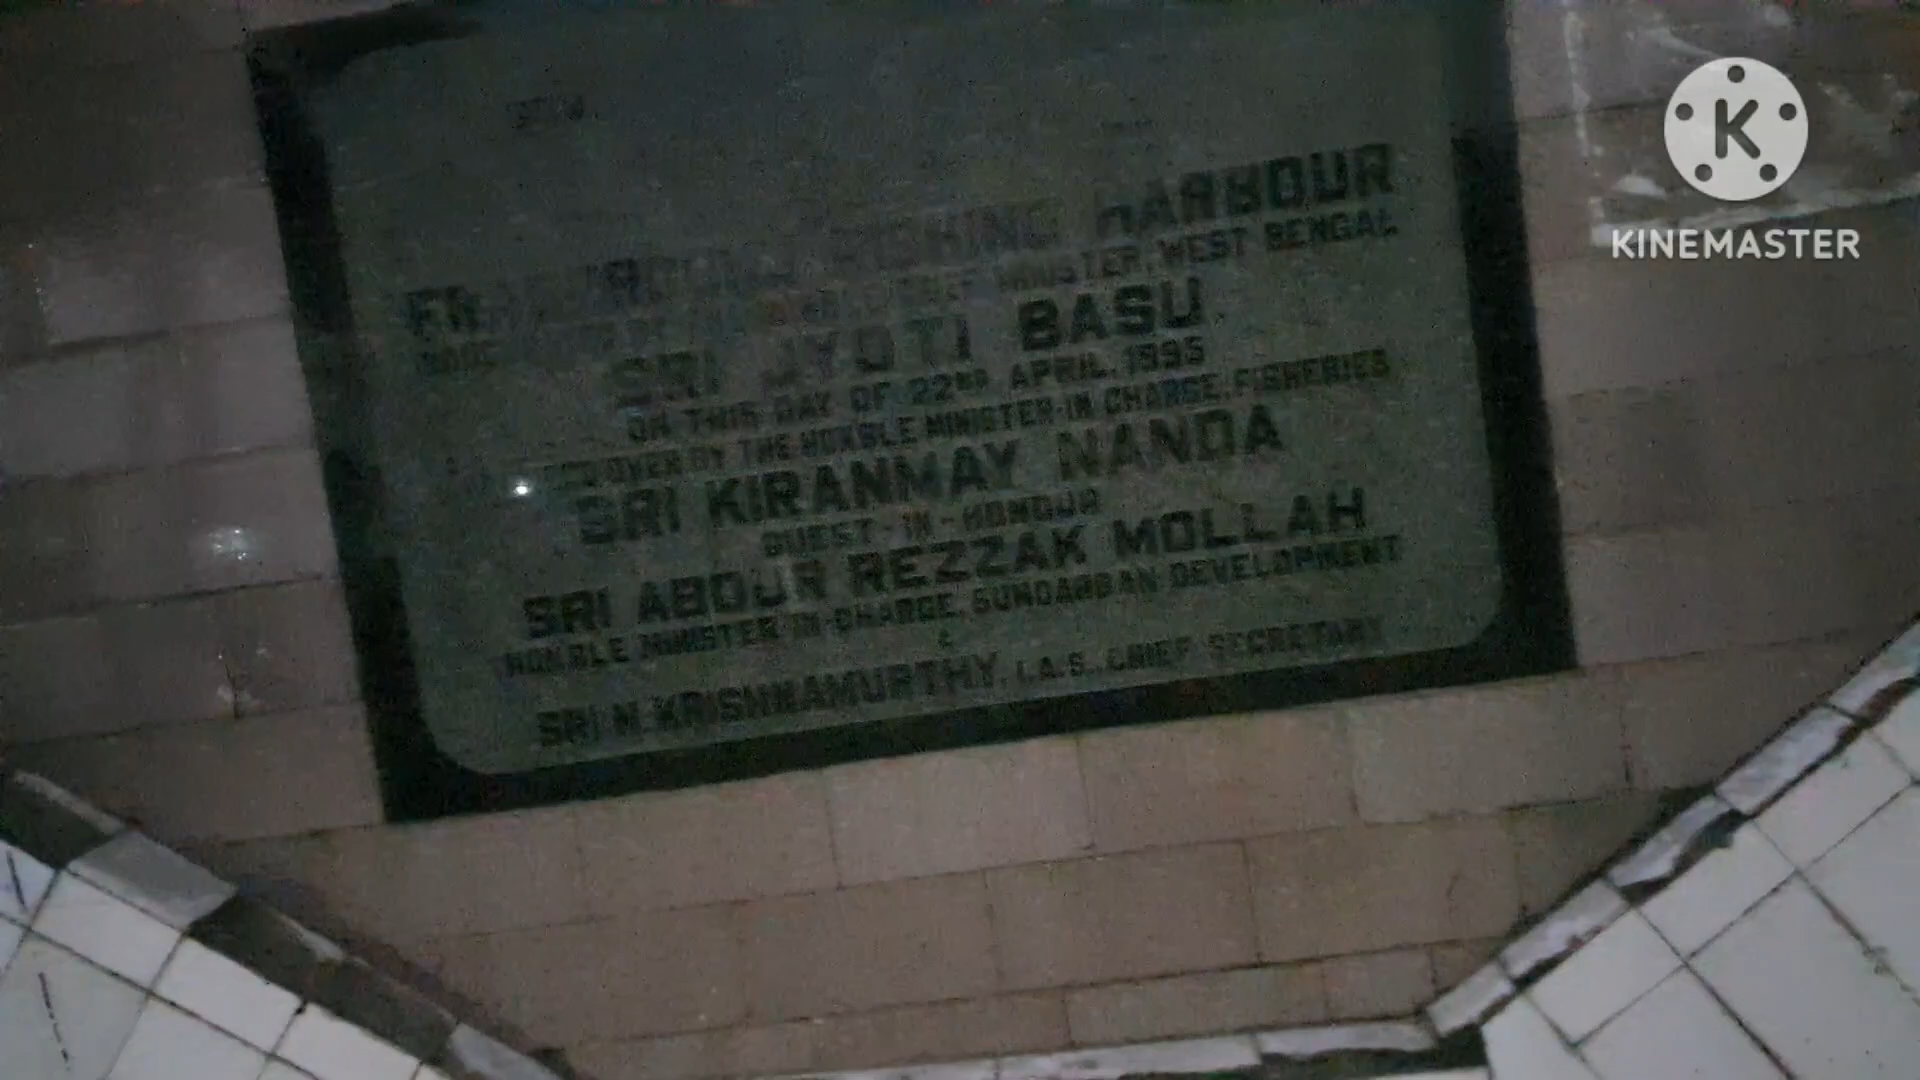 FISHING HARBOUR
MINISTER, WEST BENGAL
SRI JYOTI BASU
ON THIS DAY OF 22ND APRIL, 1995
OVER BY THE HON'BLE MINISTER-IN CHARGE, FISHERIES
SRI KIRANMAY NANDA
GUEST-IN-HONOUR
SRI ABDUR REZZAK MOLLAH
HON'BLE MINISTER IN-CHARGE, SUNDARBAN DEVELOPMENT
&
SRI N. KRISHNAMURTHY, I.A.S., CHIEF SECRETARY
K
KINEMASTER